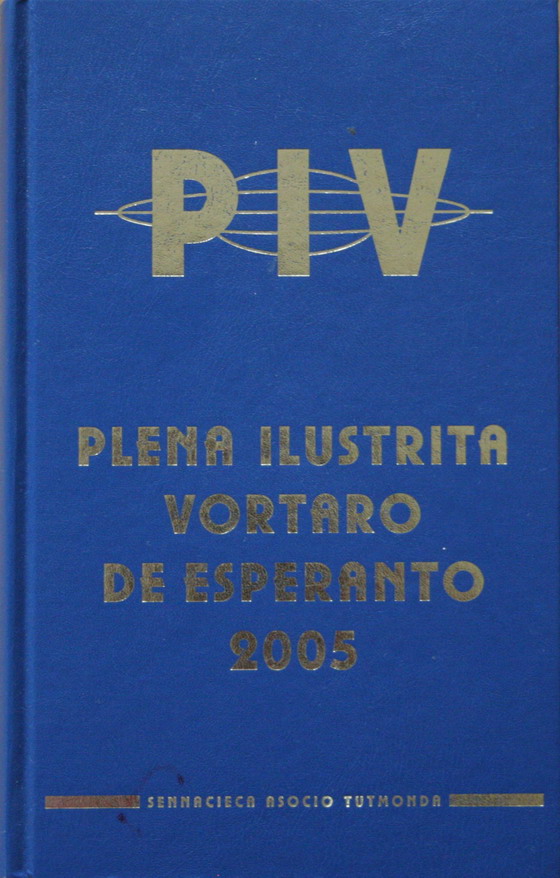 PIV
PLENA ILUSTRITA
VORTARO
DE ESPERANTO
2005
SENNACIECA ASOCIO TUTMONDA